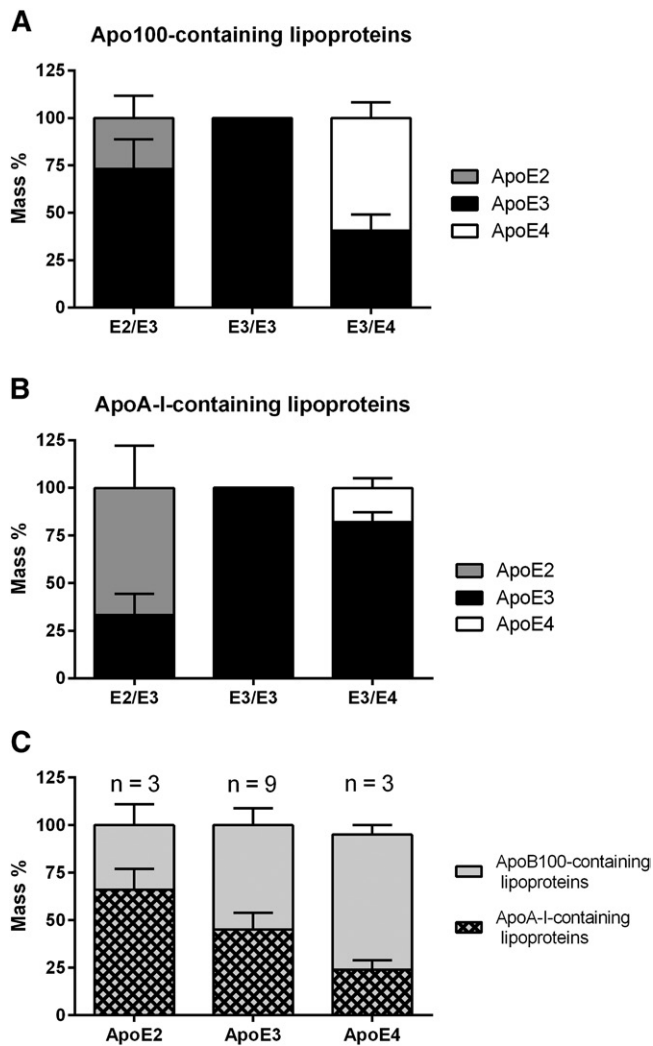 A
Apo100-containing lipoproteins
125
100
75
50
25
0
Mass %
E2/E3
E3/E3
E3/E4
ApoE2
ApoE3
ApoE4
B
ApoA-I-containing lipoproteins
125
100
75
50
25
0
Mass %
E2/E3
E3/E3
E3/E4
ApoE2
ApoE3
ApoE4
C
n = 3
n = 9
n = 3
125
100
75
50
25
0
Mass %
ApoE2
ApoE3
ApoE4
ApoB100-containing
lipoproteins
ApoA-I-containing
lipoproteins